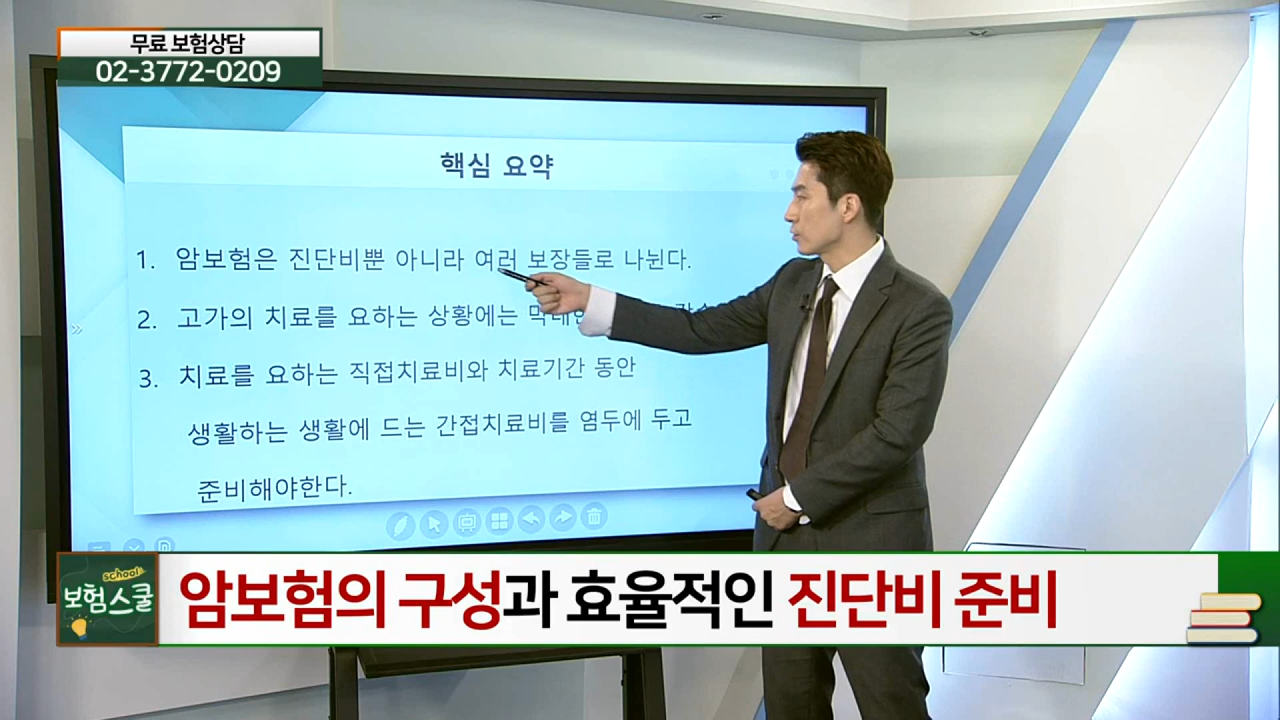 무료 보험상담
02-3772-0209
핵심 요약
1. 암보험은 진단비뿐 아니라 여러 보장들로 나뉜다.
2. 고가의 치료를 요하는 상황에는
3. 치료를 요하는 직접치료비와 치료기간 동안
생활하는 생활에 드는 간접치료비를 염두에 두고
준비해야한다.
school
보험스쿨
암보험의 구성과 효율적인 진단비 준비